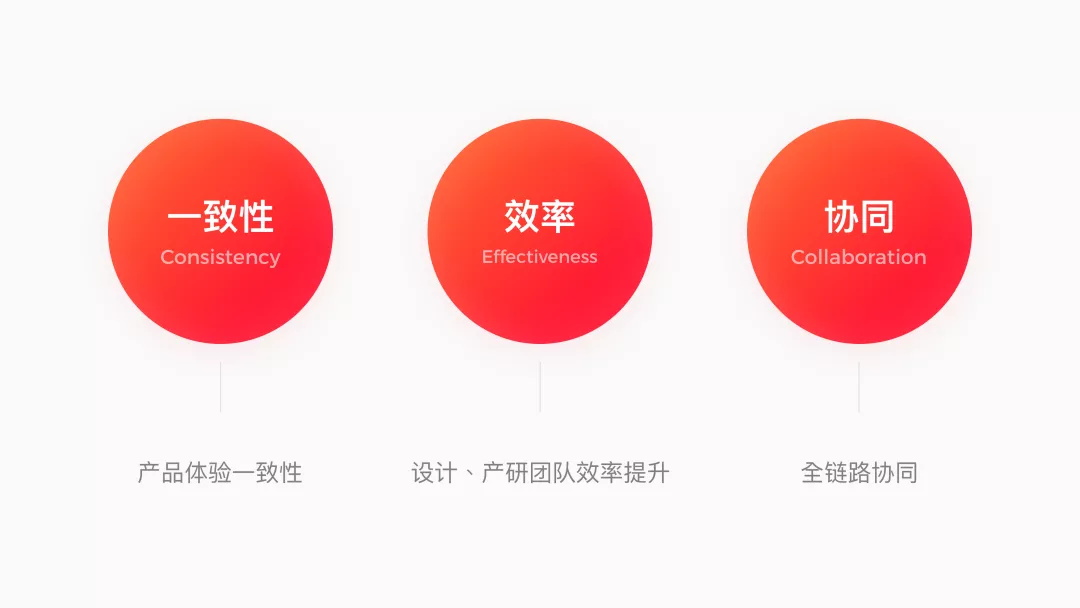 一致性
Consistency
效率
Effectiveness
协同
Collaboration
产品体验一致性
设计、产研团队效率提升
全链路协同